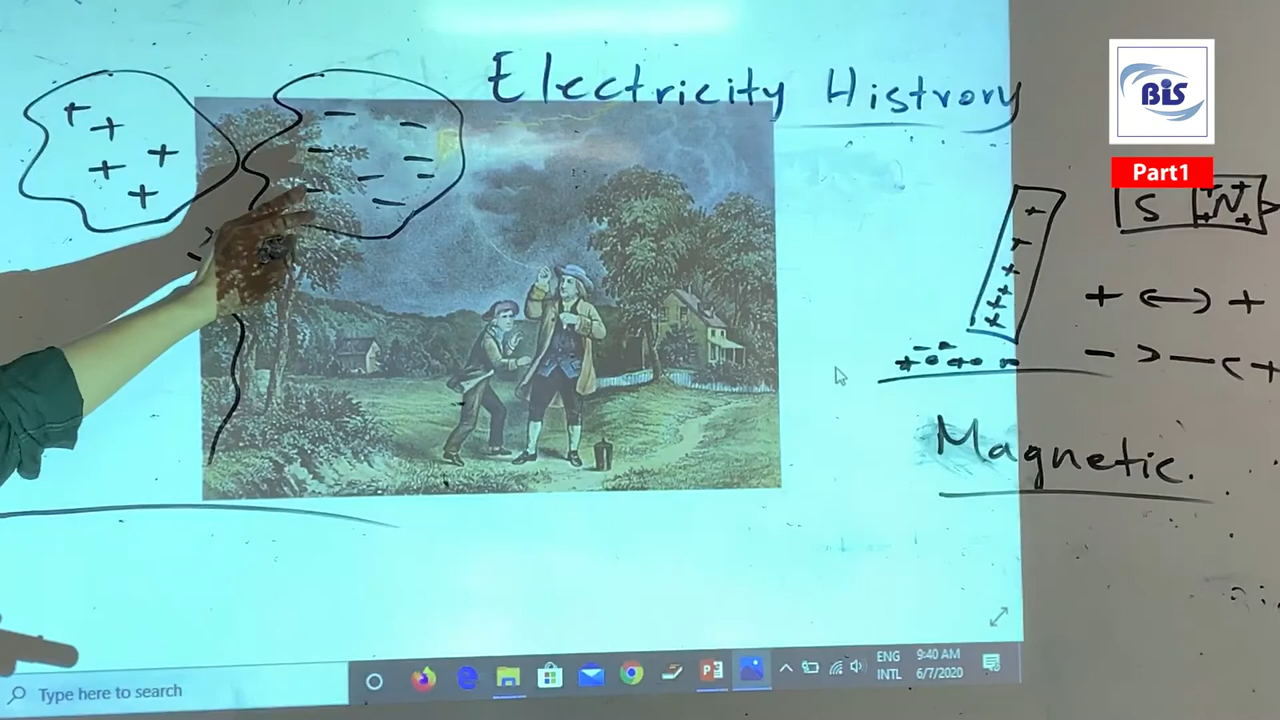 Electricity Histrory
BiS
Part1
+ + + + +
− − − − − − − −
S N
+ ↔ +
− > — < +
Magnetic.
Type here to search
ENG
INTL
9:40 AM
6/7/2020